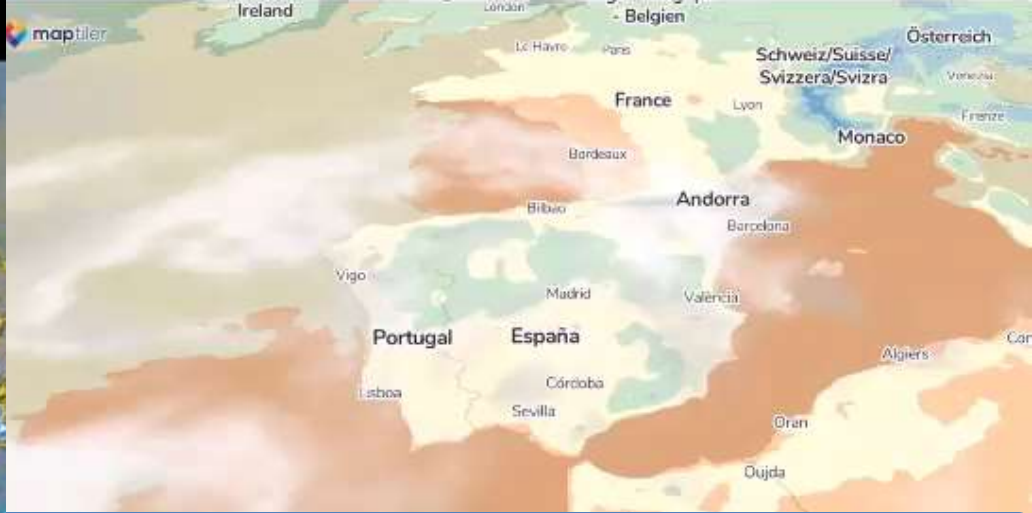 Ireland
London
- Belgien
maptiler
Le Havre
Paris
Österreich
Schweiz/Suisse/
Svizzera/Svizra
Venezia
France
Lyon
Firenze
Monaco
Bordeaux
Andorra
Bilbao
Barcelona
Vigo
Madrid
València
Portugal
España
Algiers
Lisboa
Córdoba
Sevilla
Oran
Oujda